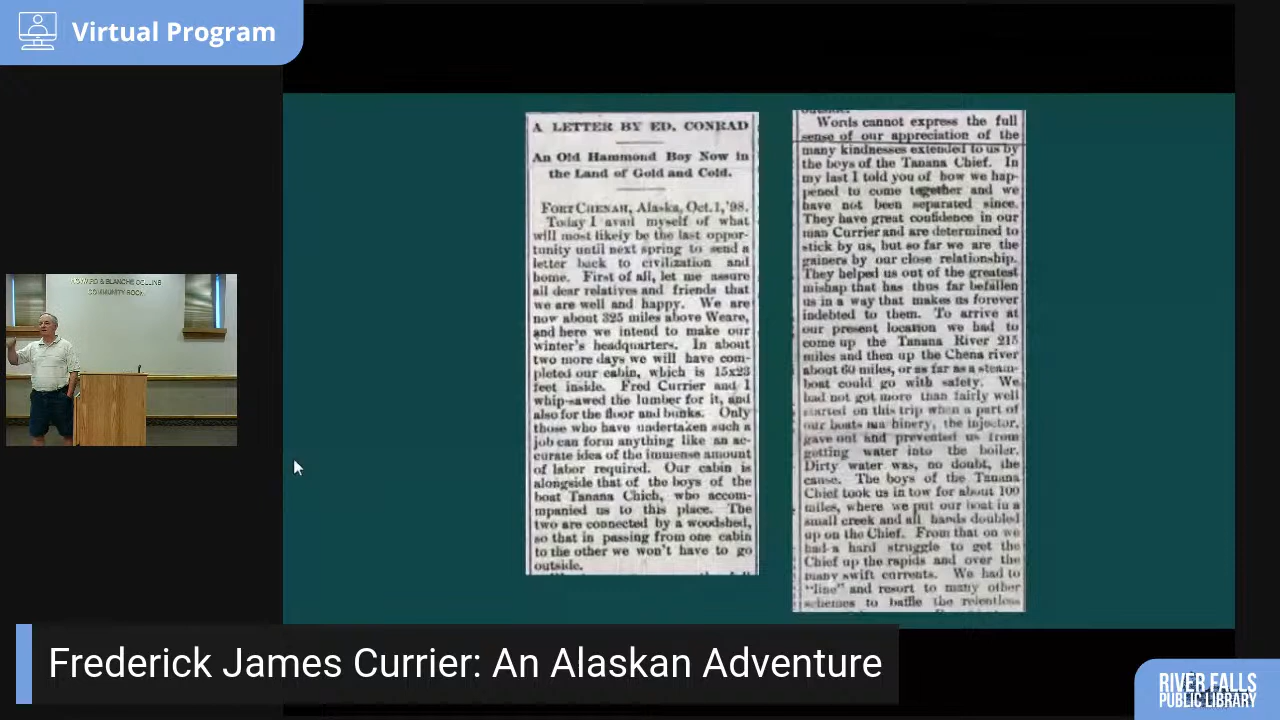 Virtual Program
HOWARD & BLANCHE COLLINS
COMMUNITY ROOM
A LETTER BY ED. CONRAD
An Old Hammond Boy Now in
the Land of Gold and Cold.
FORT CHENAH, Alaska, Oct. 1, '98.
Today I avail myself of what
will most likely be the last oppor-
tunity until next spring to send a
letter back to civilization and
home. First of all, let me assure
all dear relatives and friends that
we are well and happy. We are
now about 325 miles above Weare,
and here we intend to make our
winter's headquarters. In about
two more days we will have com-
pleted our cabin, which is 15x23
feet inside. Fred Currier and I
whip-sawed the lumber for it, and
also for the floor and bunks. Only
those who have undertaken such a
job can form anything like an ac-
curate idea of the immense amount
of labor required. Our cabin is
alongside that of the boys of the
boat Tanana Chieh, who accom-
panied us to this place. The
two are connected by a woodshed,
so that in passing from one cabin
to the other we won't have to go
outside.
outside.
Words cannot express the full
sense of our appreciation of the
many kindnesses extended to us by
the boys of the Tanana Chief. In
my last I told you of how we hap-
pened to come together and we
have not been separated since.
They have great confidence in our
man Currier and are determined to
stick by us, but so far we are the
gainers by our close relationship.
They helped us out of the greatest
mishap that has thus far befallen
us in a way that makes us forever
indebted to them. To arrive at
our present location we had to
come up the Tanana River 215
miles and then up the Chena river
about 60 miles, or as far as a steam-
boat could go with safety. We
had not got more than fairly well
started on this trip when a part of
our boats ma hinery, the injector,
gave out and prevented us from
getting water into the boiler.
Dirty water was, no doubt, the
cause. The boys of the Tanana
Chief took us in tow for about 100
miles, where we put our boat in a
small creek and all hands doubled
up on the Chief. From that on we
had a hard struggle to get the
Chief up the rapids and over the
many swift currents. We had to
"line" and resort to many other
schemes to baffle the relentless
Frederick James Currier: An Alaskan Adventure
RIVER FALLS
PUBLIC LIBRARY